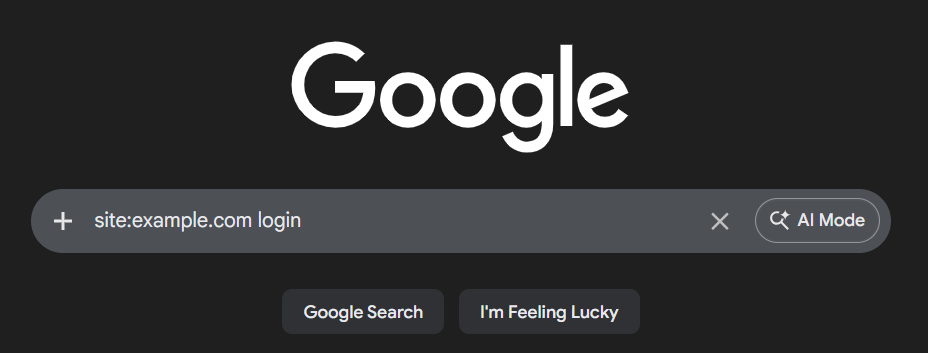 Google
site:example.com login
AI Mode
Google Search
I'm Feeling Lucky